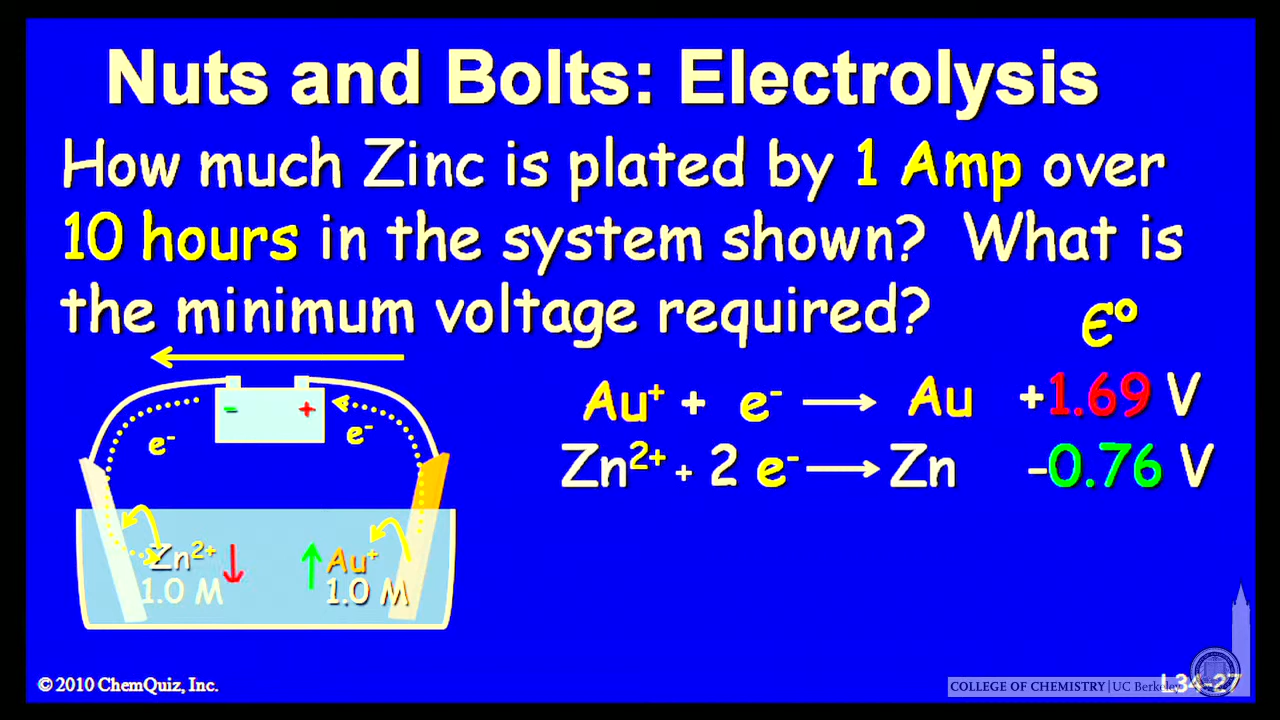 Nuts and Bolts: Electrolysis
How much Zinc is plated by 1 Amp over
10 hours in the system shown? What is
the minimum voltage required?
ϵ°
Au⁺ + e⁻ → Au +1.69 V
Zn²⁺ + 2 e⁻ → Zn -0.76 V
- +
e⁻ e⁻
Zn²⁺ ↓ ↑ Au⁺
1.0 M 1.0 M
© 2010 ChemQuiz, Inc.
COLLEGE OF CHEMISTRY | UC Berkeley
L34-27